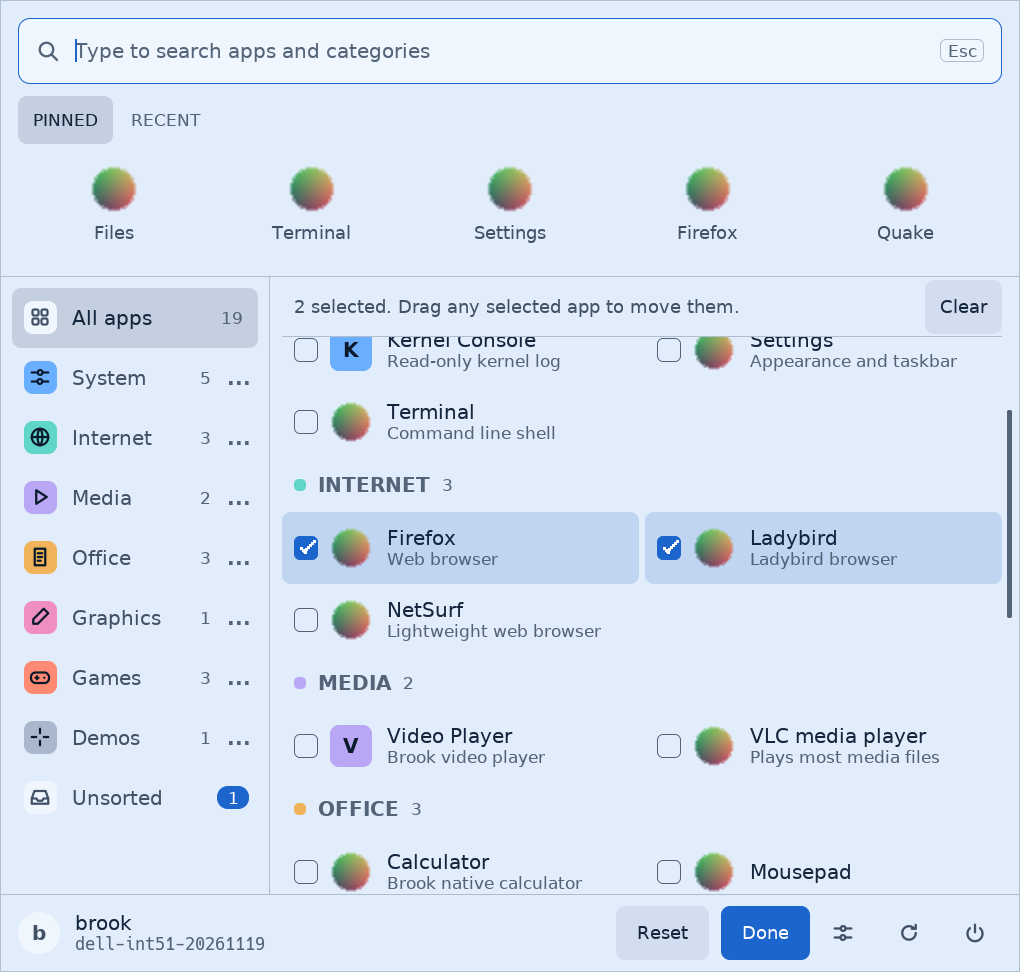 Type to search apps and categories
Esc
PINNED
RECENT
Files
Terminal
Settings
Firefox
Quake
All apps 19
System 5 ...
Internet 3 ...
Media 2 ...
Office 3 ...
Graphics 1 ...
Games 3 ...
Demos 1 ...
Unsorted 1
2 selected. Drag any selected app to move them.
Clear
K
Kernel Console
Read-only kernel log
Settings
Appearance and taskbar
Terminal
Command line shell
INTERNET 3
Firefox
Web browser
Ladybird
Ladybird browser
NetSurf
Lightweight web browser
MEDIA 2
V
Video Player
Brook video player
VLC media player
Plays most media files
OFFICE 3
Calculator
Brook native calculator
Mousepad
b
brook
dell-int51-20261119
Reset
Done